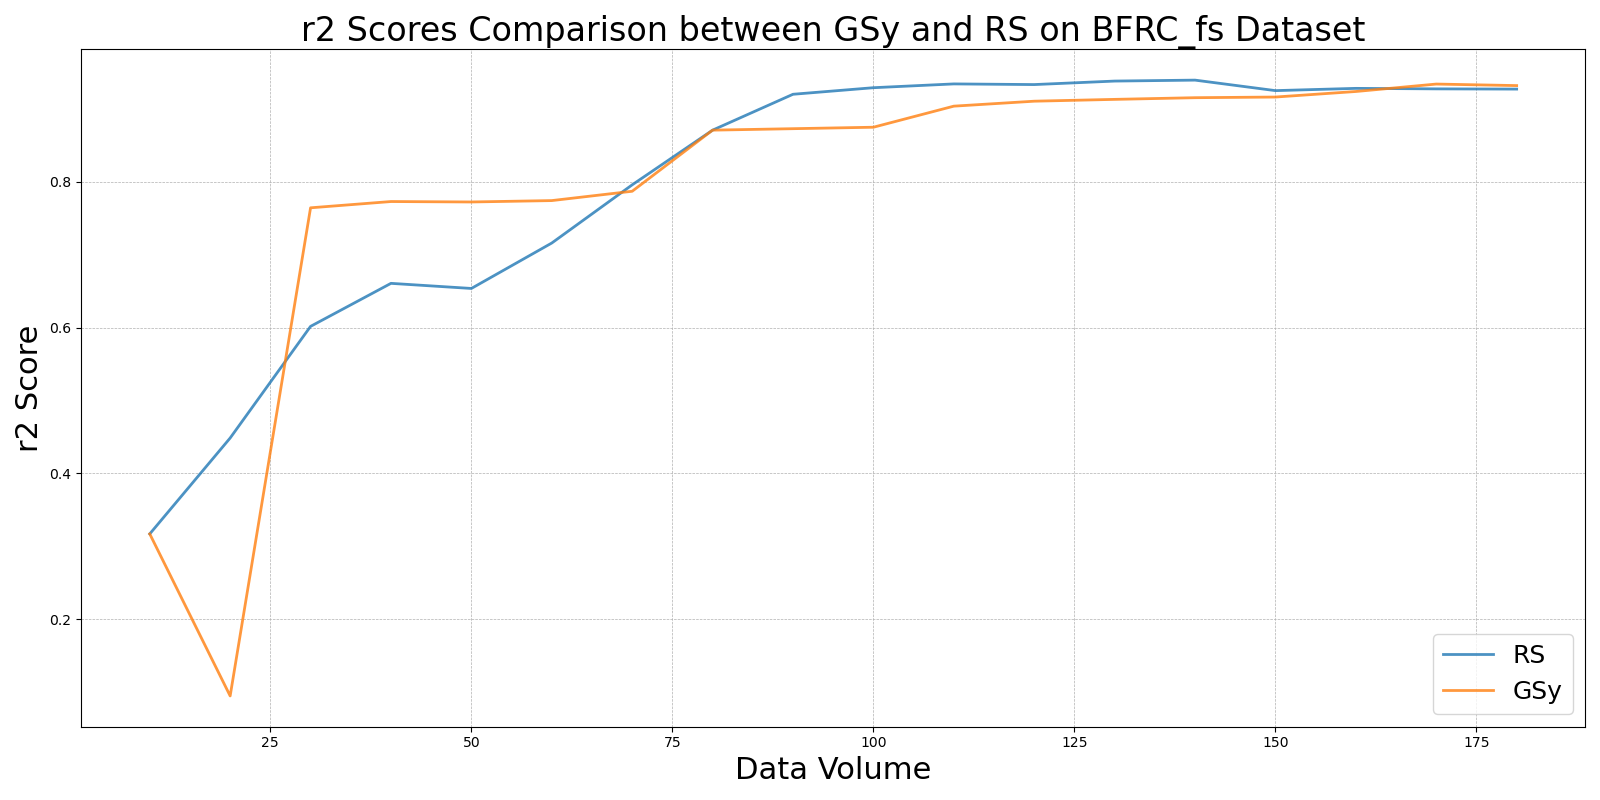 r2 Scores Comparison between GSy and RS on BFRC_fs Dataset
r2 Score
0.8
0.6
0.4
0.2
RS
GSy
25 50 75 100 125 150 175
Data Volume